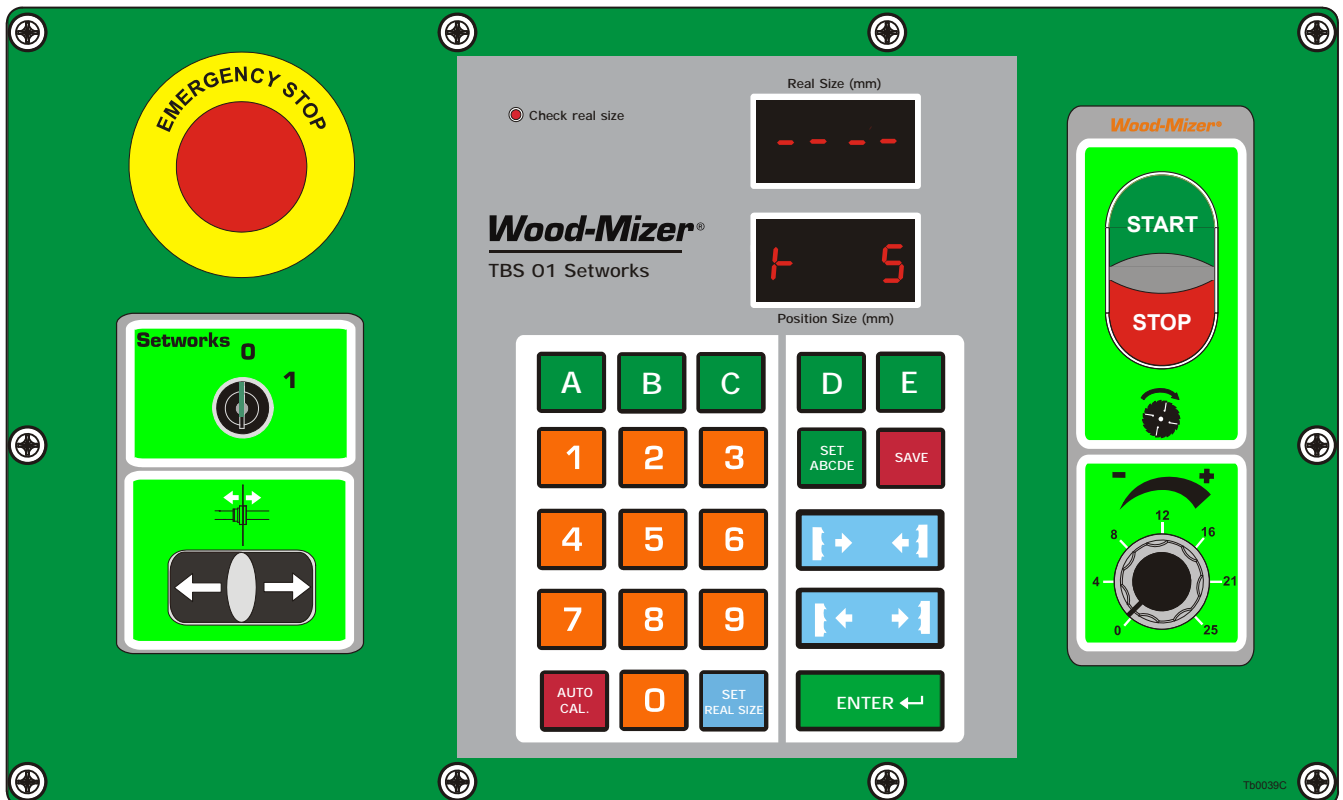 EMERGENCY STOP
Setworks
0
1
Check real size
Real Size (mm)
- - - -
Wood-Mizer®
TBS 01 Setworks
5
Position Size (mm)
A B C D E
1 2 3
SET
ABCDE
SAVE
4 5 6
7 8 9
AUTO
CAL.
0
SET
REAL SIZE
ENTER
Wood-Mizer®
START
STOP
- +
0 4 8 12 16 21 25
Tb0039C